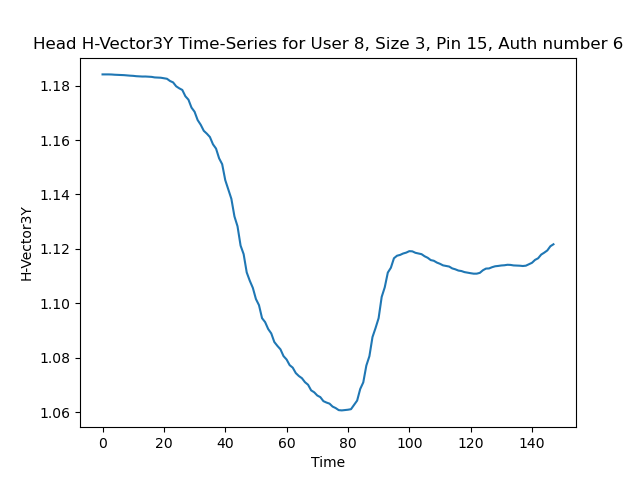 Head H-Vector3Y Time-Series for User 8, Size 3, Pin 15, Auth number 6
H-Vector3Y
1.18
1.16
1.14
1.12
1.10
1.08
1.06
0 20 40 60 80 100 120 140
Time